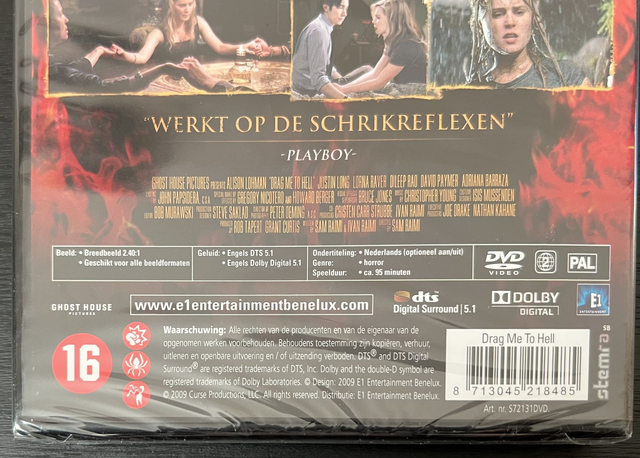 "WERKT OP DE SCHRIKREFLEXEN"
-PLAYBOY-
GHOST HOUSE PICTURES PRESENTS ALISON LOHMAN "DRAG ME TO HELL" JUSTIN LONG LORNA RAVER DILEEP RAO DAVID PAYMER ADRIANA BARRAZA
JOHN PAPSIDERA, C.S.A. GREGORY NICOTERO AND HOWARD BERGER BRUCE JONES CHRISTOPHER YOUNG ISIS MUSSENDEN
BOB MURAWSKI STEVE SAKLAD PETER DEMING A.S.C. CRISTEN CARR STRUBBE IVAN RAIMI JOE DRAKE NATHAN KAHANE
ROB TAPERT GRANT CURTIS SAM RAIMI & IVAN RAIMI SAM RAIMI
Beeld: • Breedbeeld 2.40:1
• Geschikt voor alle beeldformaten
Geluid: • Engels DTS 5.1
• Engels Dolby Digital 5.1
Ondertiteling: • Nederlands (optioneel aan/uit)
Genre: • horror
Speelduur: • ca. 95 minuten
DVD VIDEO
2
PAL
GHOST HOUSE PICTURES
www.e1entertainmentbenelux.com
dts Digital Surround 5.1
DOLBY DIGITAL
E1 ENTERTAINMENT
16
Waarschuwing: Alle rechten van de producenten en van de eigenaar van de
opgenomen werken voorbehouden. Behoudens toestemming zijn kopiëren, verhuur,
uitlenen en openbare uitvoering en / of uitzending verboden. DTS® and DTS Digital
Surround® are registered trademarks of DTS, Inc. Dolby and the double-D symbol are
registered trademarks of Dolby Laboratories. © Design: 2009 E1 Entertainment Benelux.
© 2009 Curse Productions, LLC. All rights reserved. Distributie: E1 Entertainment Benelux.
Drag Me To Hell
8 713045 218485
Art. nr. S72131DVD.
SB
stemra